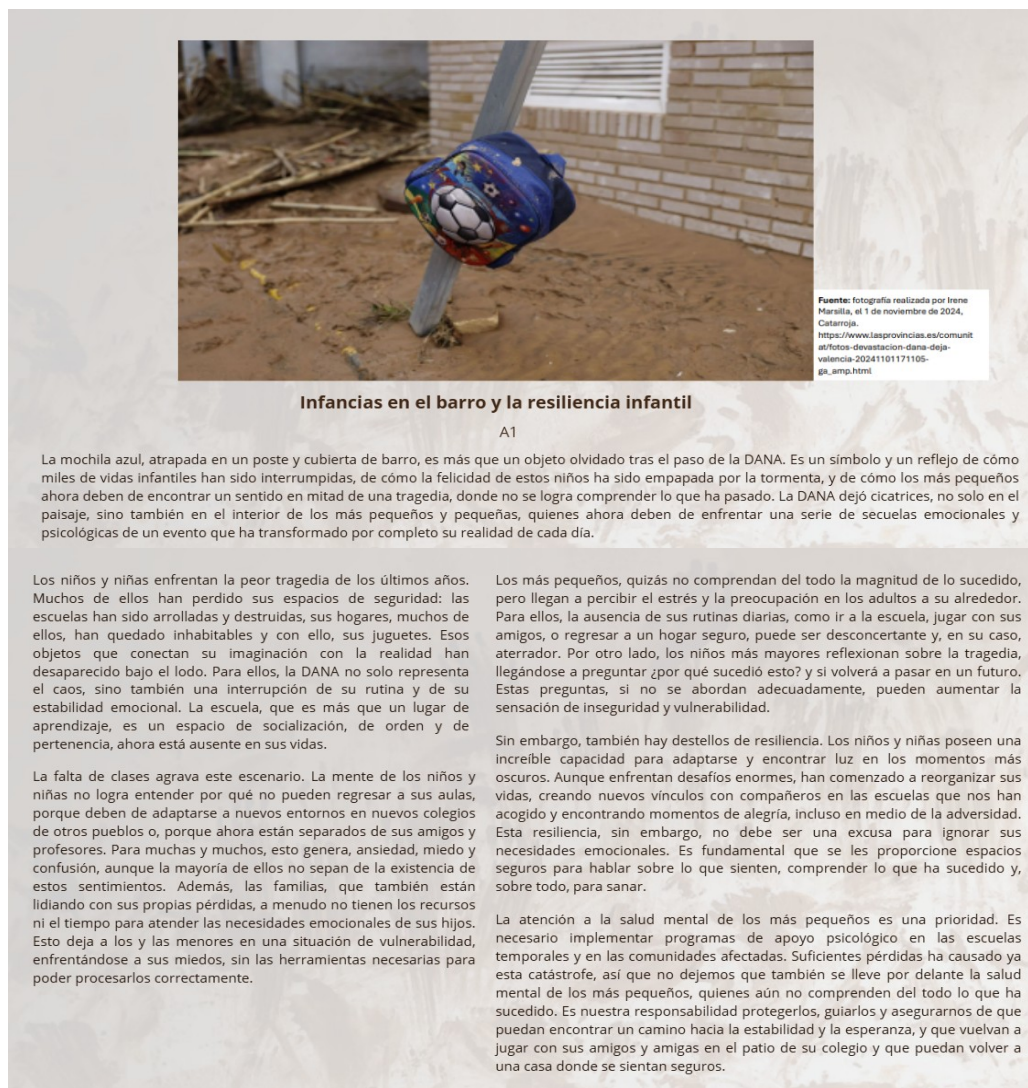 Fuente: fotografía realizada por Irene
Marsilla, el 1 de noviembre de 2024,
Catarroja.
https://www.lasprovincias.es/comunit
at/fotos-devastacion-dana-deja-
valencia-20241101171105-
ga_amp.html
Infancias en el barro y la resiliencia infantil
A1
La mochila azul, atrapada en un poste y cubierta de barro, es más que un objeto olvidado tras el paso de la DANA. Es un símbolo y un reflejo de cómo
miles de vidas infantiles han sido interrumpidas, de cómo la felicidad de estos niños ha sido empapada por la tormenta, y de cómo los más pequeños
ahora deben de encontrar un sentido en mitad de una tragedia, donde no se logra comprender lo que ha pasado. La DANA dejó cicatrices, no solo en el
paisaje, sino también en el interior de los más pequeños y pequeñas, quienes ahora deben de enfrentar una serie de secuelas emocionales y
psicológicas de un evento que ha transformado por completo su realidad de cada día.
Los niños y niñas enfrentan la peor tragedia de los últimos años.
Muchos de ellos han perdido sus espacios de seguridad: las
escuelas han sido arrolladas y destruidas, sus hogares, muchos de
ellos, han quedado inhabitables y con ello, sus juguetes. Esos
objetos que conectan su imaginación con la realidad han
desaparecido bajo el lodo. Para ellos, la DANA no solo representa
el caos, sino también una interrupción de su rutina y de su
estabilidad emocional. La escuela, que es más que un lugar de
aprendizaje, es un espacio de socialización, de orden y de
pertenencia, ahora está ausente en sus vidas.
La falta de clases agrava este escenario. La mente de los niños y
niñas no logra entender por qué no pueden regresar a sus aulas,
porque deben de adaptarse a nuevos entornos en nuevos colegios
de otros pueblos o, porque ahora están separados de sus amigos y
profesores. Para muchas y muchos, esto genera, ansiedad, miedo y
confusión, aunque la mayoría de ellos no sepan de la existencia de
estos sentimientos. Además, las familias, que también están
lidiando con sus propias pérdidas, a menudo no tienen los recursos
ni el tiempo para atender las necesidades emocionales de sus hijos.
Esto deja a los y las menores en una situación de vulnerabilidad,
enfrentándose a sus miedos, sin las herramientas necesarias para
poder procesarlos correctamente.
Los más pequeños, quizás no comprendan del todo la magnitud de lo sucedido,
pero llegan a percibir el estrés y la preocupación en los adultos a su alrededor.
Para ellos, la ausencia de sus rutinas diarias, como ir a la escuela, jugar con sus
amigos, o regresar a un hogar seguro, puede ser desconcertante y, en su caso,
aterrador. Por otro lado, los niños más mayores reflexionan sobre la tragedia,
llegándose a preguntar ¿por qué sucedió esto? y si volverá a pasar en un futuro.
Estas preguntas, si no se abordan adecuadamente, pueden aumentar la
sensación de inseguridad y vulnerabilidad.
Sin embargo, también hay destellos de resiliencia. Los niños y niñas poseen una
increíble capacidad para adaptarse y encontrar luz en los momentos más
oscuros. Aunque enfrentan desafíos enormes, han comenzado a reorganizar sus
vidas, creando nuevos vínculos con compañeros en las escuelas que nos han
acogido y encontrando momentos de alegría, incluso en medio de la adversidad.
Esta resiliencia, sin embargo, no debe ser una excusa para ignorar sus
necesidades emocionales. Es fundamental que se les proporcione espacios
seguros para hablar sobre lo que sienten, comprender lo que ha sucedido y,
sobre todo, para sanar.
La atención a la salud mental de los más pequeños es una prioridad. Es
necesario implementar programas de apoyo psicológico en las escuelas
temporales y en las comunidades afectadas. Suficientes pérdidas ha causado ya
esta catástrofe, así que no dejemos que también se lleve por delante la salud
mental de los más pequeños, quienes aún no comprenden del todo lo que ha
sucedido. Es nuestra responsabilidad protegerlos, guiarlos y asegurarnos de que
puedan encontrar un camino hacia la estabilidad y la esperanza, y que vuelvan a
jugar con sus amigos y amigas en el patio de su colegio y que puedan volver a
una casa donde se sientan seguros.